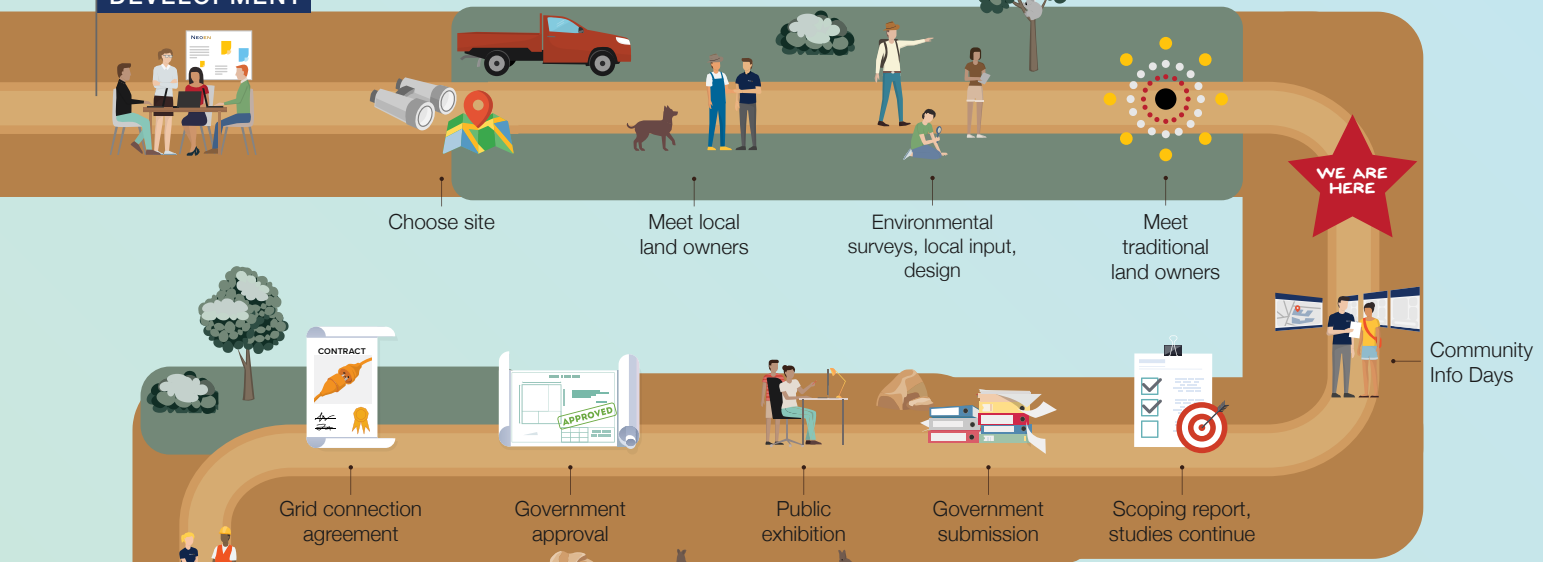 DEVELOPMENT
NEOEN
WE ARE
HERE
Choose site
Meet local
land owners
Environmental
surveys, local input,
design
Meet
traditional
land owners
Community
Info Days
CONTRACT
APPROVED
Grid connection
agreement
Government
approval
Public
exhibition
Government
submission
Scoping report,
studies continue